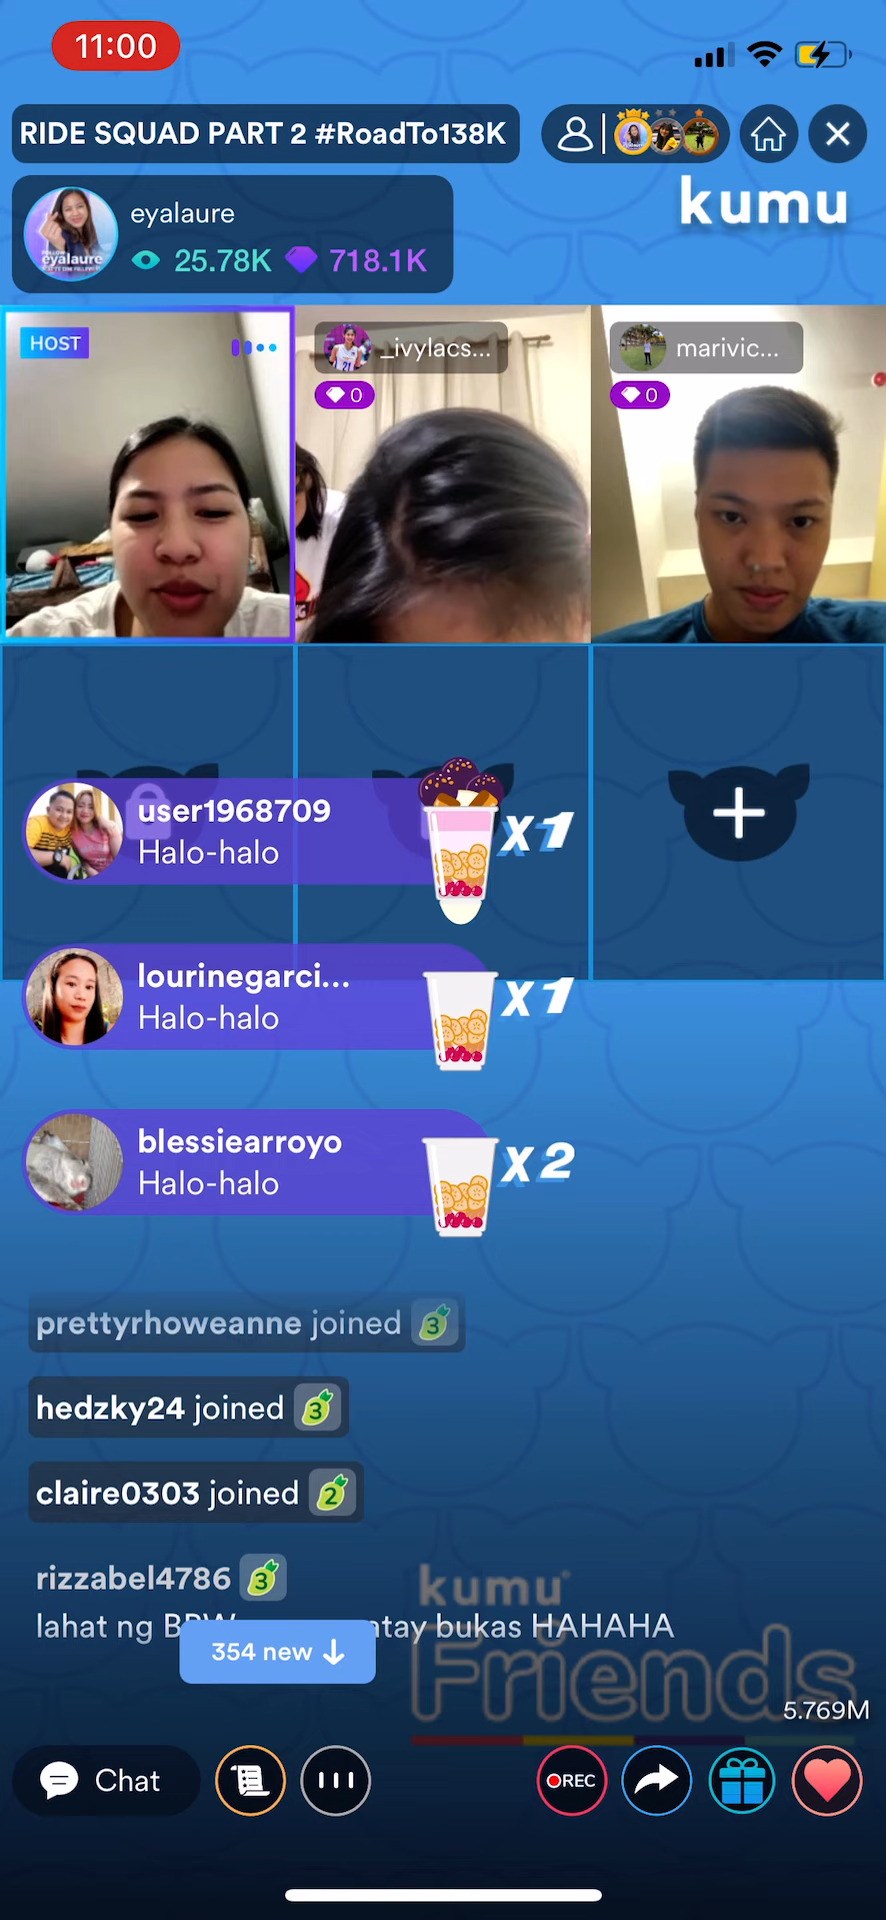 11:00
RIDE SQUAD PART 2 #RoadTo138K
kumu
eyalaure
25.78K 718.1K
HOST
_ivylacs...
marivic...
0
0
21
eyalaure
user1968709
Halo-halo
X1
lourinegarci...
Halo-halo
X1
blessiearroyo
Halo-halo
X2
prettyrhoweanne joined 3
hedzky24 joined 3
claire0303 joined 2
rizzabel4786 3
lahat ng bukas HAHAHA
354 new
kumu
Friends
5.769M
Chat
REC